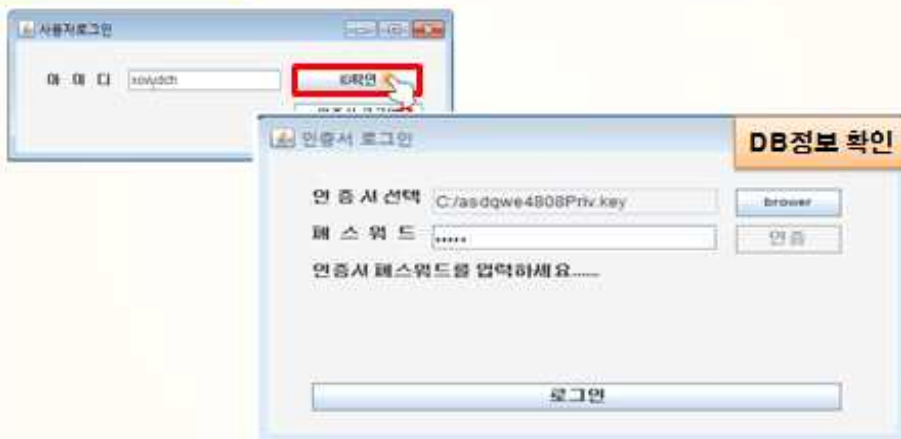 사용자로그인
아 이 디
ID확인
인증서 로그인
DB정보 확인
인 증 서 선택 C:/asdqwe4808Priv.key brower
패 스 워 드 ..... 인증
인증서 패스워드를 입력하세요.....
로그인